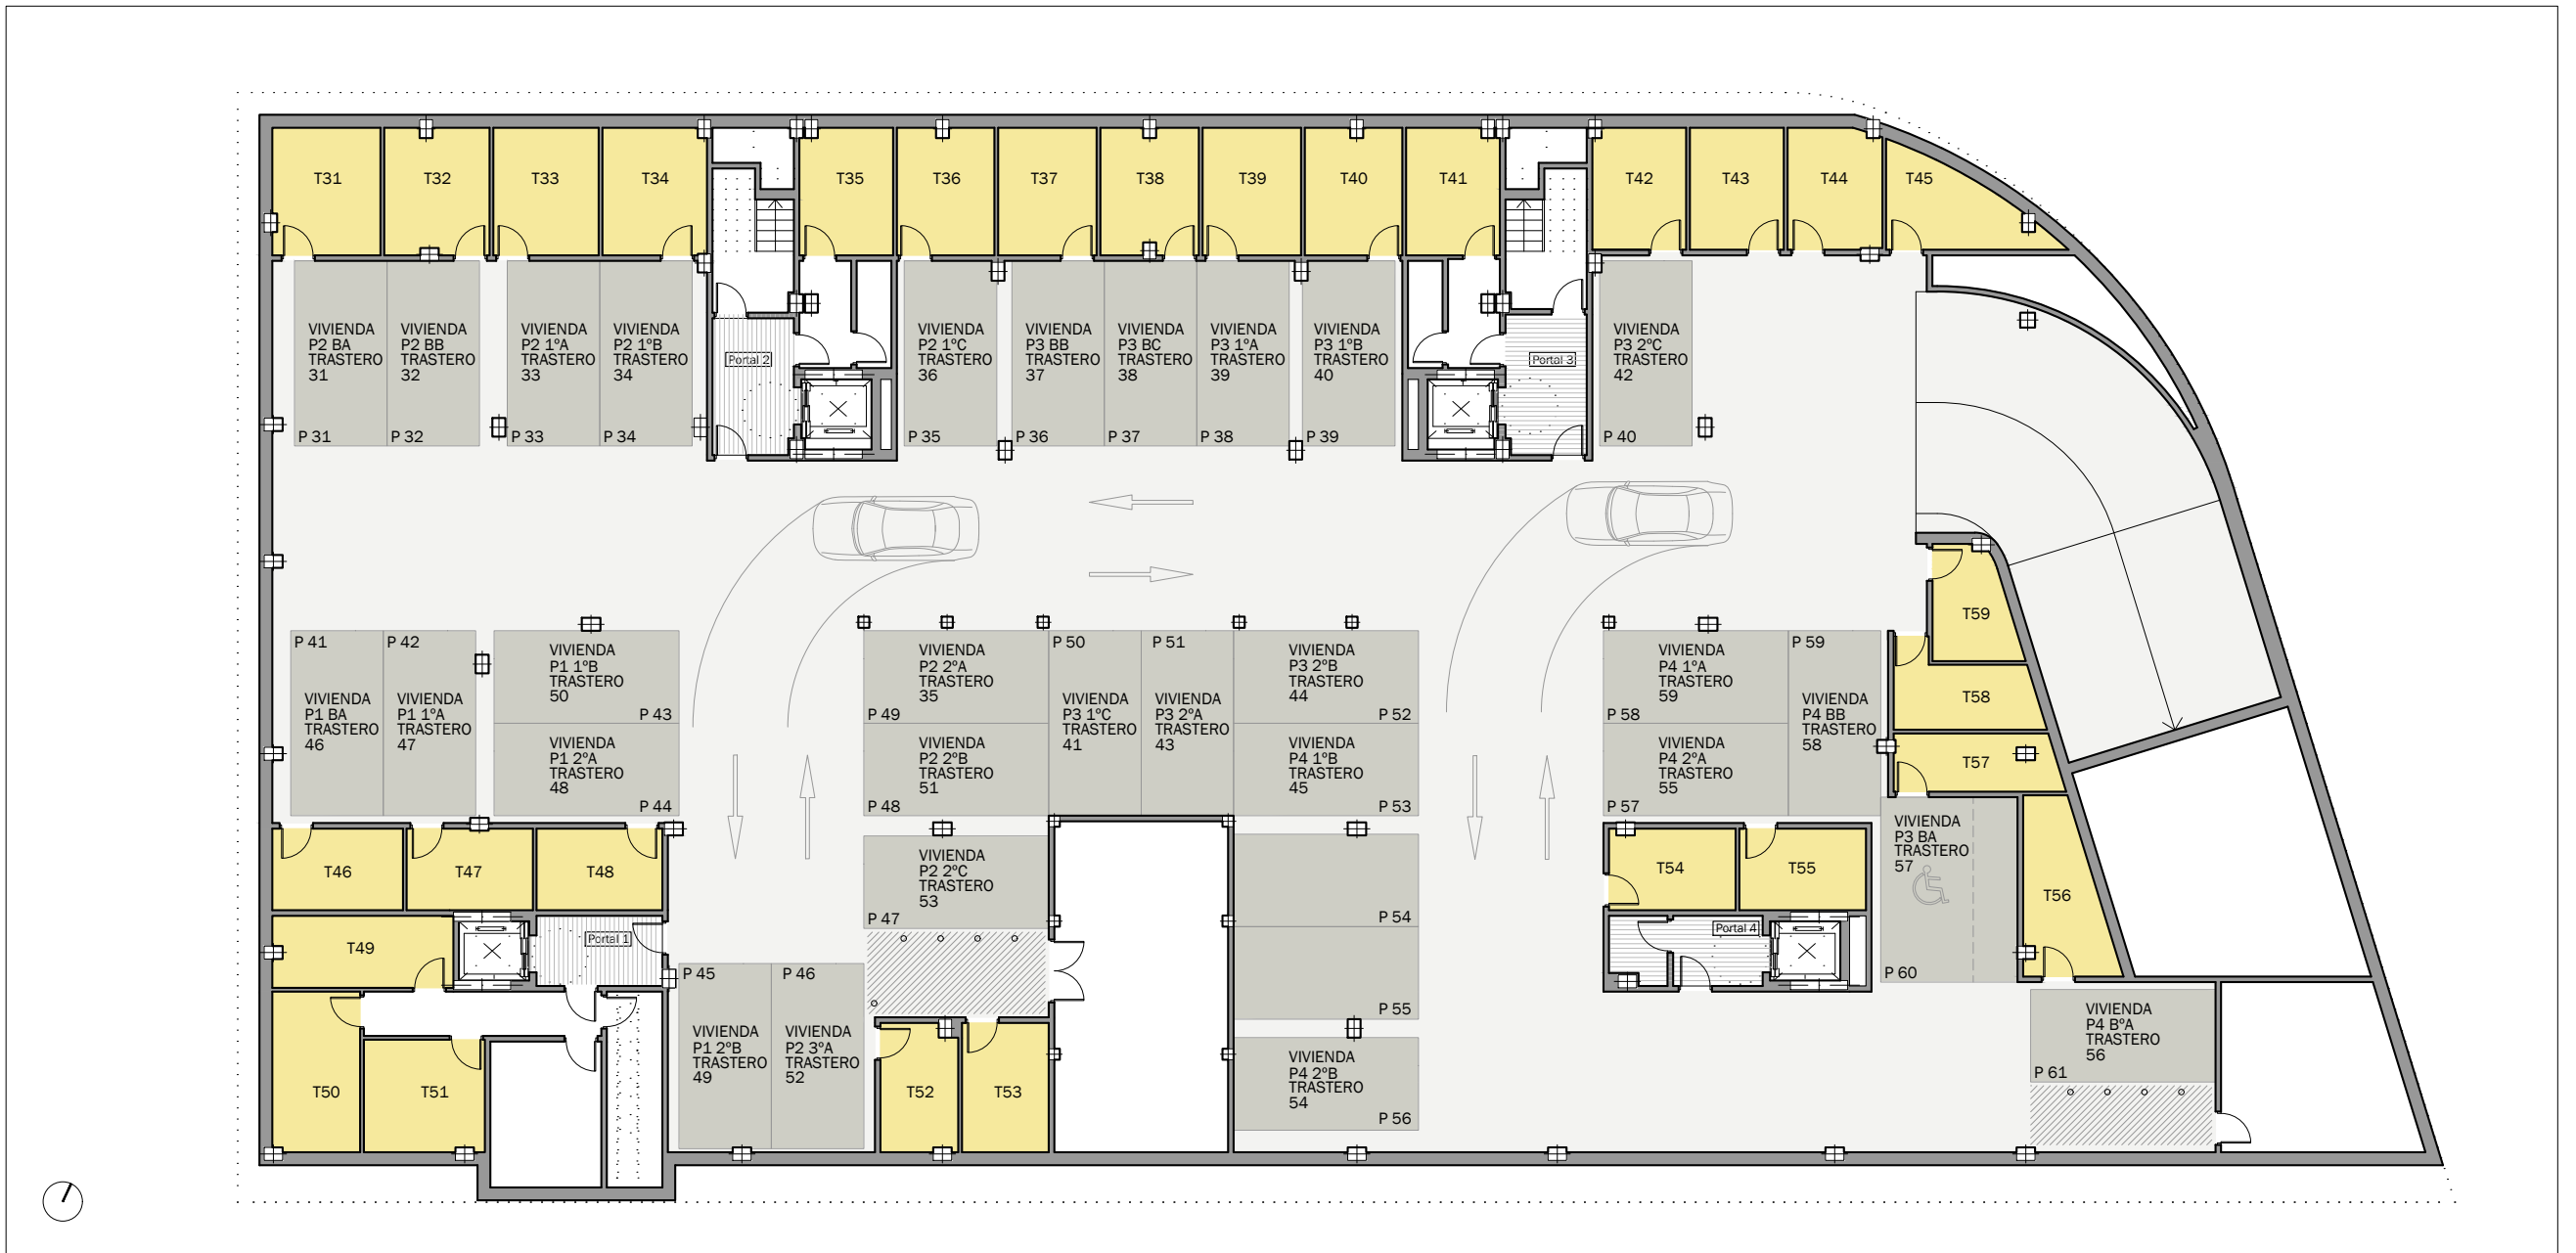 T31
T32
T33
T34
T35
T36
T37
T38
T39
T40
T41
T42
T43
T44
T45
VIVIENDA
P2 BA
TRASTERO
31
P 31
VIVIENDA
P2 BB
TRASTERO
32
P 32
VIVIENDA
P2 1ºA
TRASTERO
33
P 33
VIVIENDA
P2 1ºB
TRASTERO
34
P 34
Portal 2
VIVIENDA
P2 1ºC
TRASTERO
36
P 35
VIVIENDA
P3 BB
TRASTERO
37
P 36
VIVIENDA
P3 BC
TRASTERO
38
P 37
VIVIENDA
P3 1ºA
TRASTERO
39
P 38
VIVIENDA
P3 1ºB
TRASTERO
40
P 39
Portal 3
VIVIENDA
P3 2ºC
TRASTERO
42
P 40
P 41
VIVIENDA
P1 BA
TRASTERO
46
P 42
VIVIENDA
P1 1ºA
TRASTERO
47
VIVIENDA
P1 1ºB
TRASTERO
50
P 43
VIVIENDA
P1 2ºA
TRASTERO
48
P 44
VIVIENDA
P2 2ºA
TRASTERO
35
P 49
VIVIENDA
P2 2ºB
TRASTERO
51
P 48
P 50
VIVIENDA
P3 1ºC
TRASTERO
41
P 51
VIVIENDA
P3 2ºA
TRASTERO
43
VIVIENDA
P3 2ºB
TRASTERO
44
P 52
VIVIENDA
P4 1ºB
TRASTERO
45
P 53
VIVIENDA
P4 1ºA
TRASTERO
59
P 58
VIVIENDA
P4 2ºA
TRASTERO
55
P 57
P 59
VIVIENDA
P4 BB
TRASTERO
58
T59
T58
T57
T46
T47
T48
T49
Portal 1
T50
T51
VIVIENDA
P2 2ºC
TRASTERO
53
P 47
P 45
VIVIENDA
P1 2ºB
TRASTERO
49
P 46
VIVIENDA
P2 3ºA
TRASTERO
52
T52
T53
P 54
P 55
VIVIENDA
P4 2ºB
TRASTERO
54
P 56
T54
T55
Portal 4
VIVIENDA
P3 BA
TRASTERO
57
P 60
T56
VIVIENDA
P4 BºA
TRASTERO
56
P 61